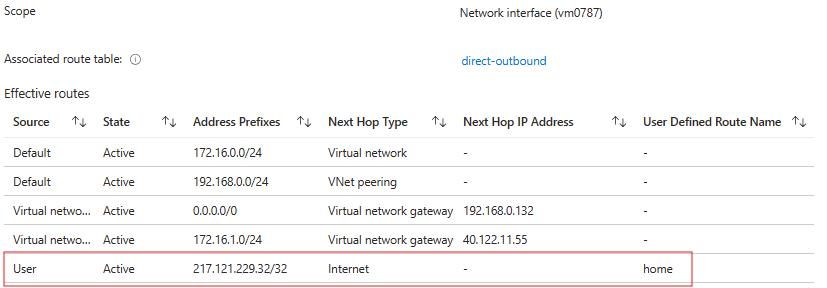 Scope Network interface (vm0787)
Associated route table: direct-outbound
Effective routes
Source State Address Prefixes Next Hop Type Next Hop IP Address User Defined Route Name
Default Active 172.16.0.0/24 Virtual network - -
Default Active 192.168.0.0/24 VNet peering - -
Virtual netwo... Active 0.0.0.0/0 Virtual network gateway 192.168.0.132 -
Virtual netwo... Active 172.16.1.0/24 Virtual network gateway 40.122.11.55 -
User Active 217.121.229.32/32 Internet - home